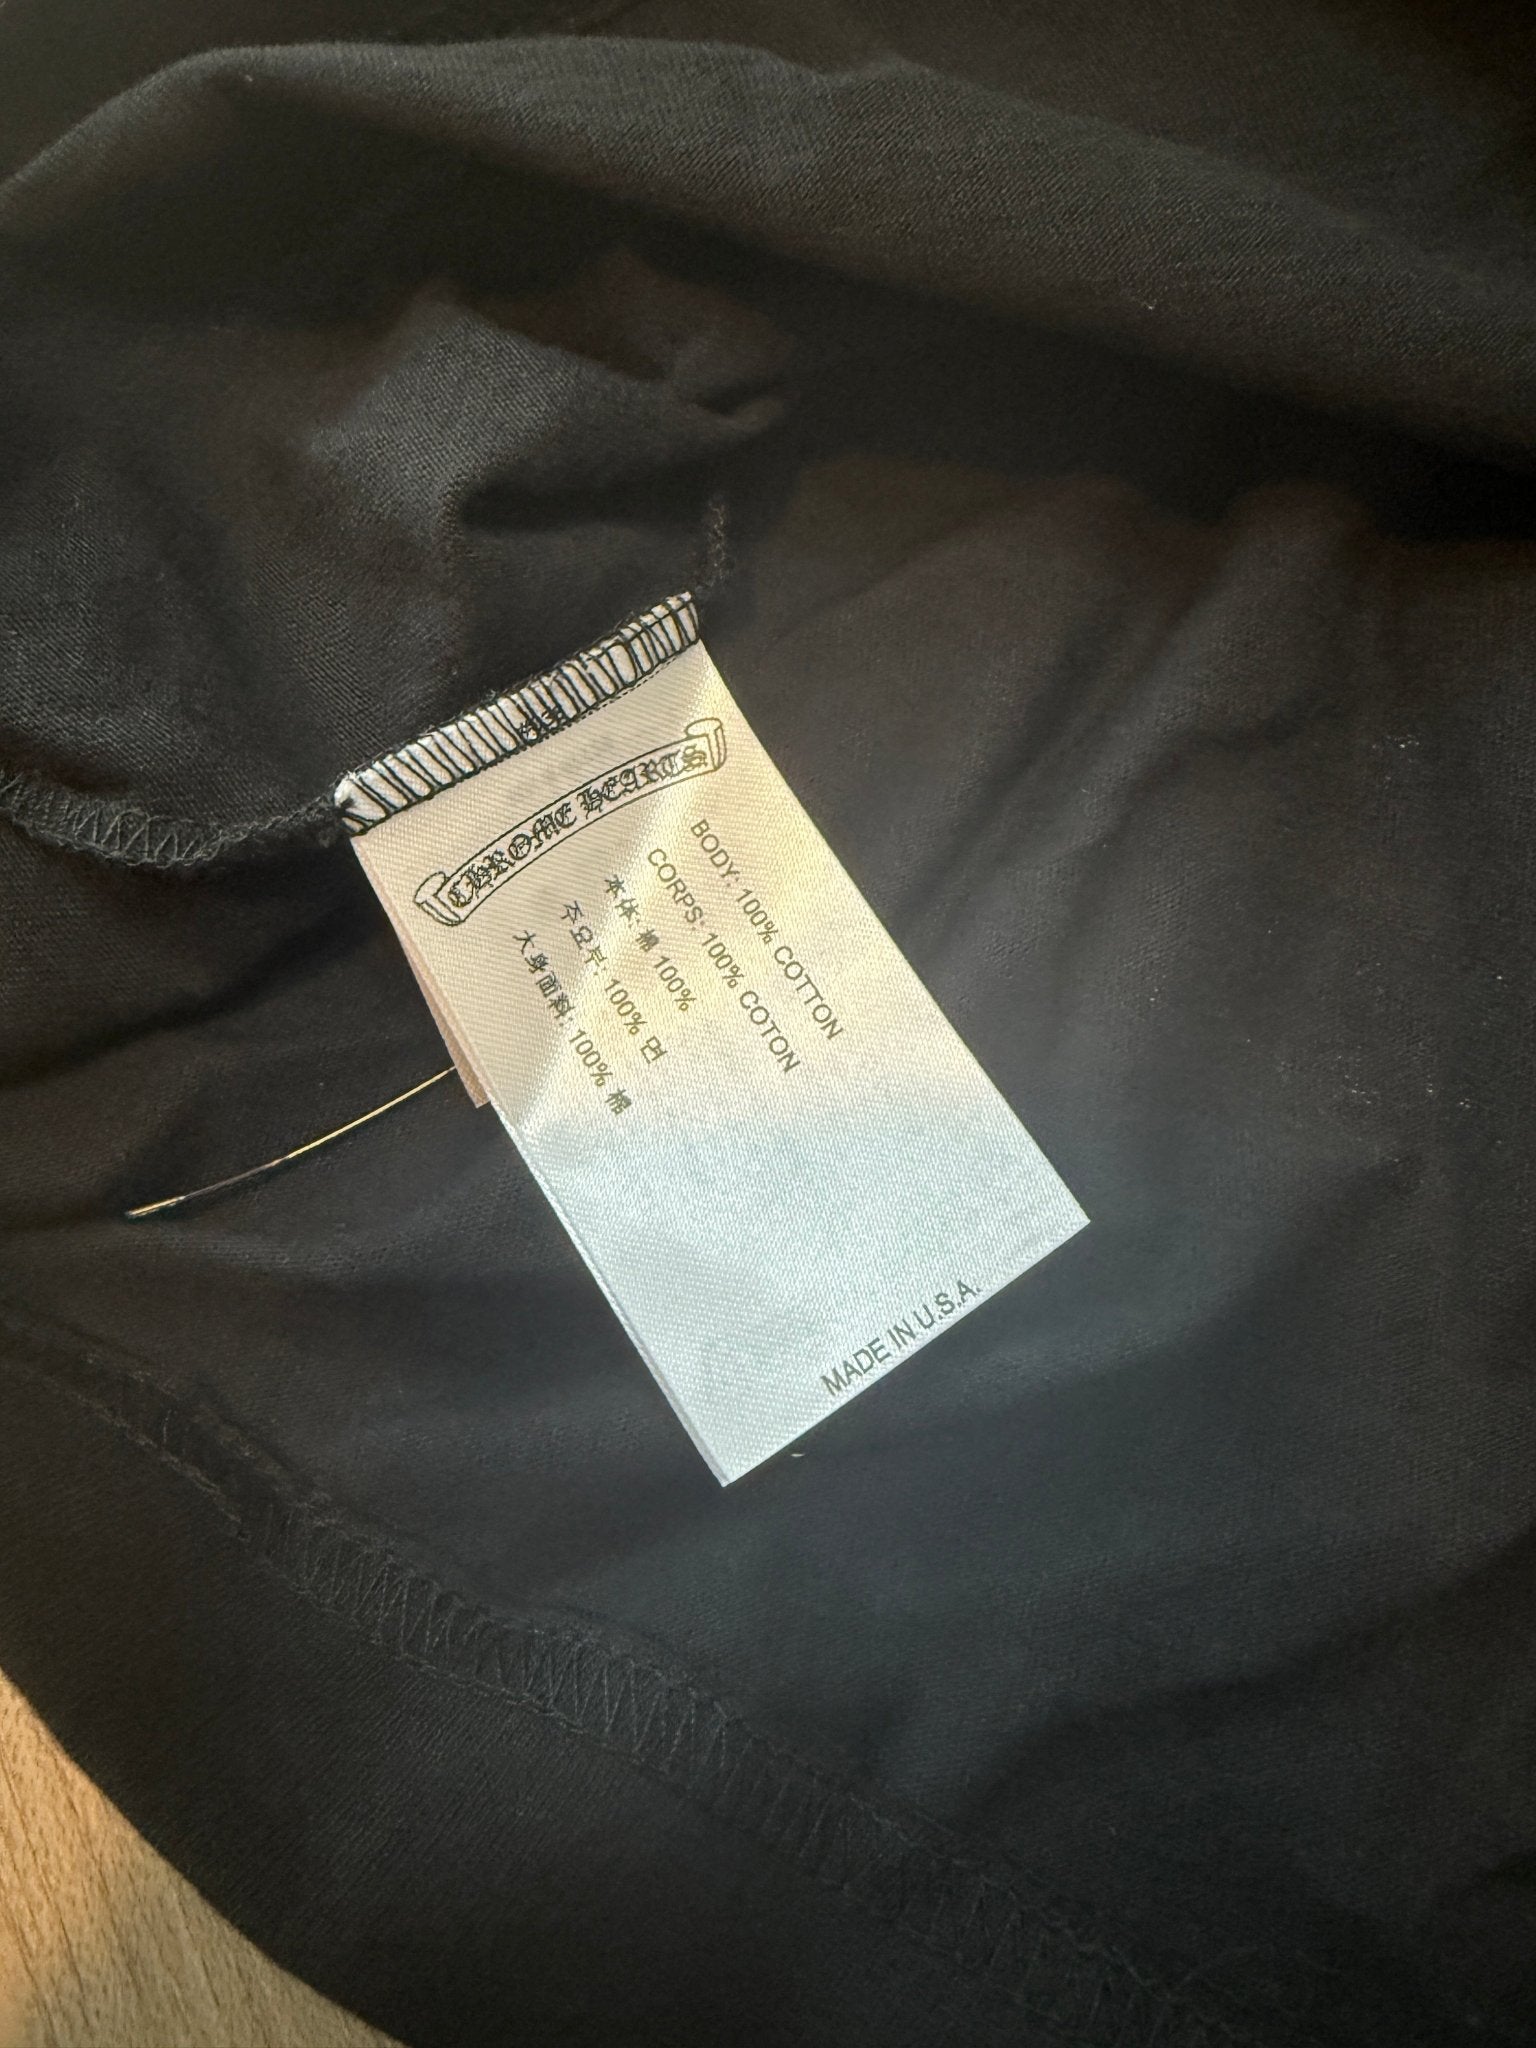 CHROME HEARTS
BODY: 100% COTTON
CORPS: 100% COTON
本体: 綿 100%
주요부: 100% 면
大身面料: 100% 棉
MADE IN U.S.A.